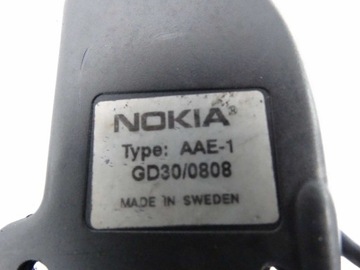 NOKIA
Type: AAE-1
GD30/0808
MADE IN SWEDEN